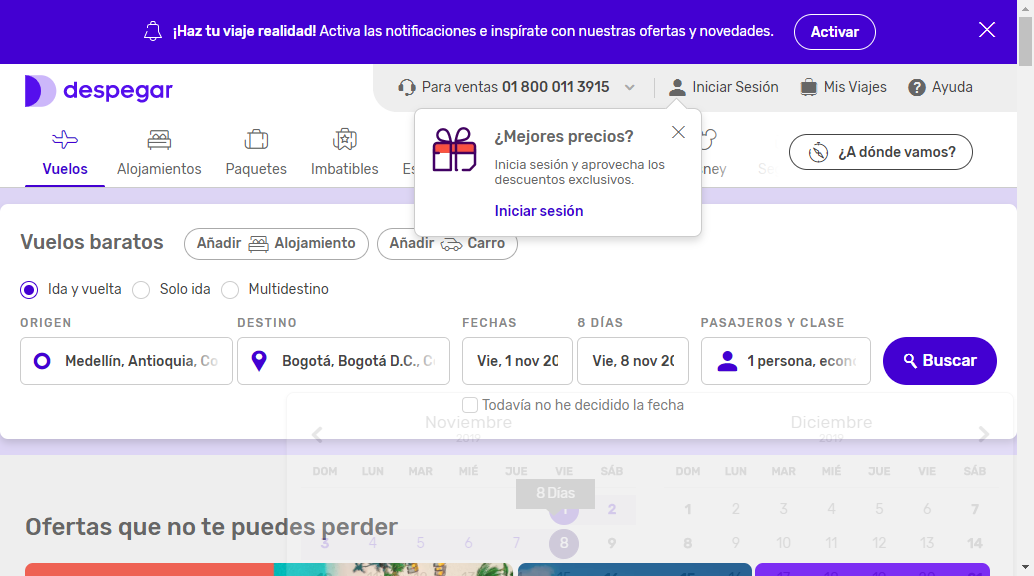 ¡Haz tu viaje realidad! Activa las notificaciones e inspírate con nuestras ofertas y novedades. Activar
despegar
Para ventas 01 800 011 3915
Iniciar Sesión
Mis Viajes
? Ayuda
Vuelos
Alojamientos
Paquetes
Imbatibles
¿A dónde vamos?
¿Mejores precios?
Inicia sesión y aprovecha los
descuentos exclusivos.
Iniciar sesión
Vuelos baratos
Añadir Alojamiento
Añadir Carro
Ida y vuelta
Solo ida
Multidestino
ORIGEN
DESTINO
FECHAS
8 DÍAS
PASAJEROS Y CLASE
Medellín, Antioquia, Co
Bogotá, Bogotá D.C., C
Vie, 1 nov 20
Vie, 8 nov 20
1 persona, econ
Buscar
Todavía no he decidido la fecha
Noviembre
2019
Diciembre
2019
DOM LUN MAR MIÉ JUE VIE SÁB
DOM LUN MAR MIÉ JUE VIE SÁB
8 Días
1 2
1 2 3 4 5 6 7
3 4 5 6 7 8 9
8 9 10 11 12 13 14
Ofertas que no te puedes perder